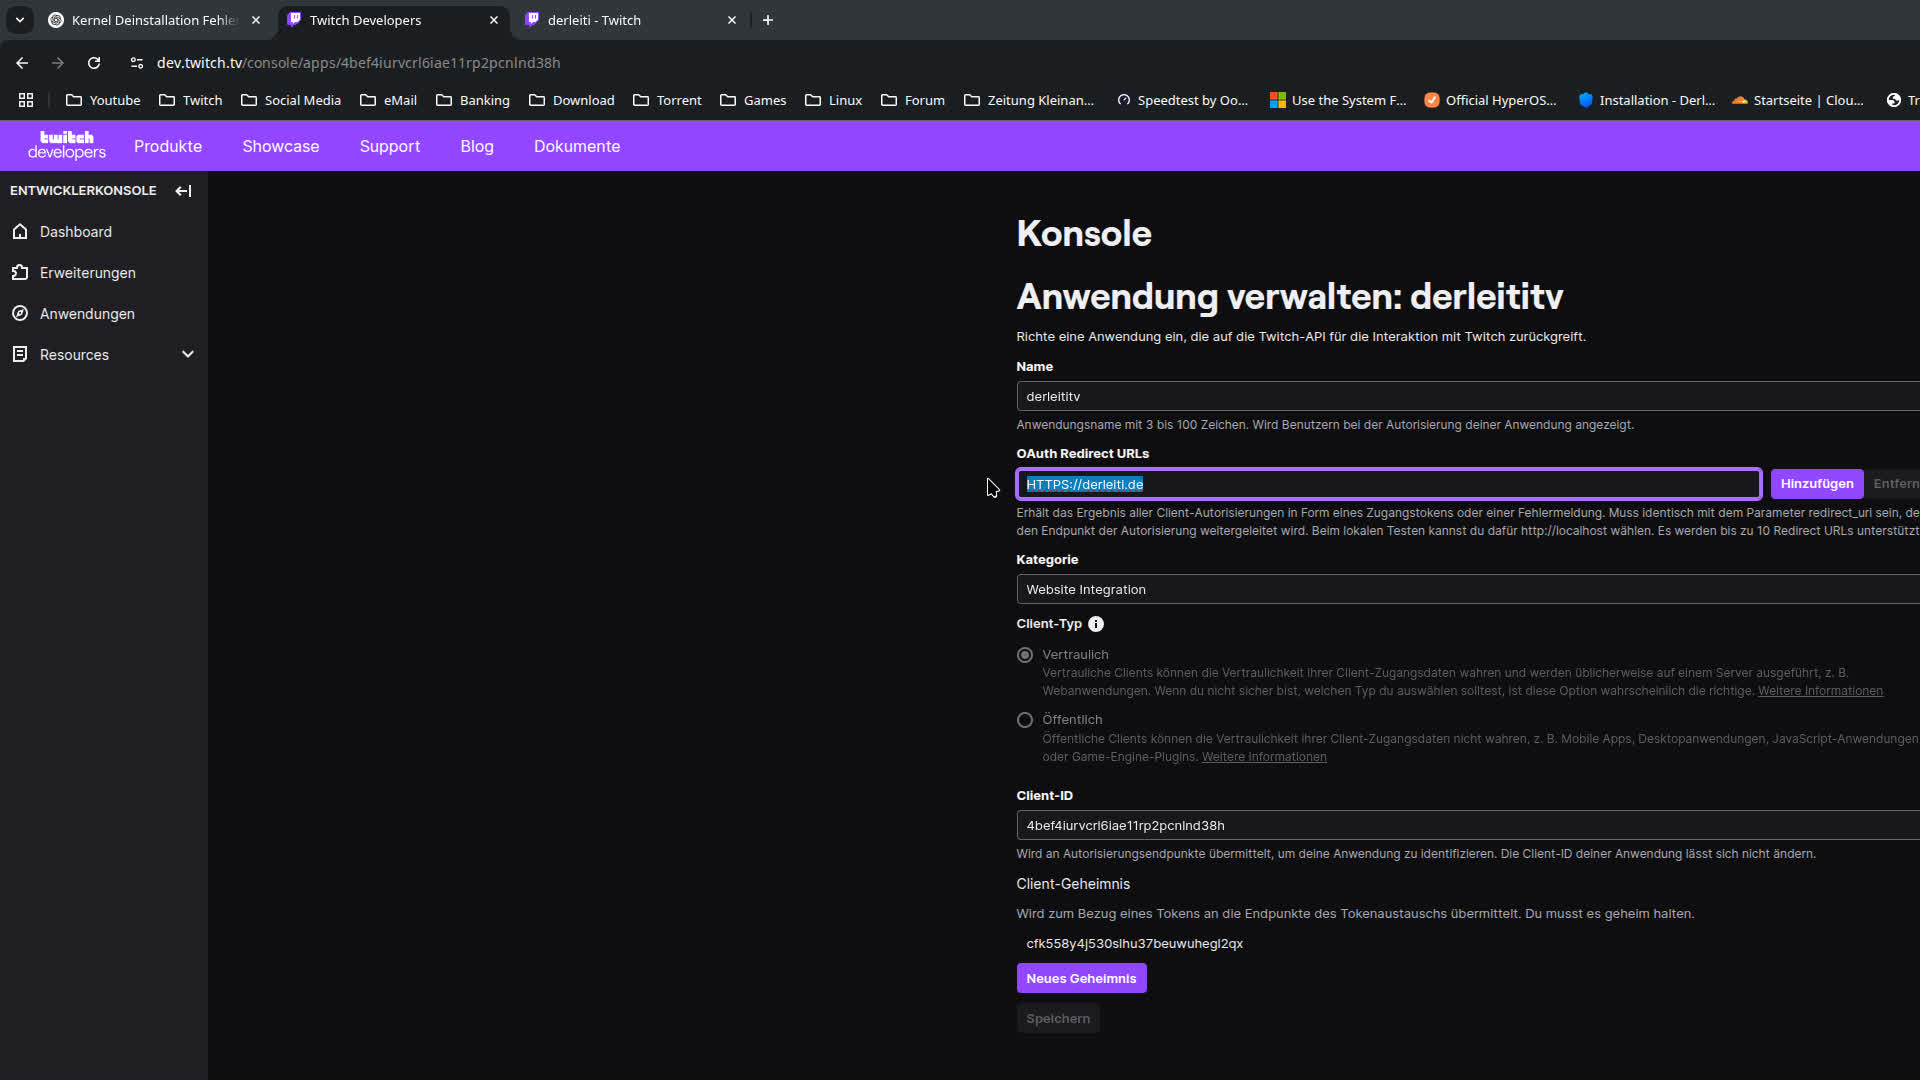 Kernel Deinstallation Fehle
Twitch Developers
derleiti - Twitch
dev.twitch.tv/console/apps/4bef4iurvcrl6iae11rp2pcnlnd38h
Youtube
Twitch
Social Media
eMail
Banking
Download
Torrent
Games
Linux
Forum
Zeitung Kleinan...
Speedtest by Oo...
Use the System F...
Official HyperOS...
Installation - Derl...
Startseite | Clou...
Tr
twitch
developers
Produkte
Showcase
Support
Blog
Dokumente
ENTWICKLERKONSOLE
Dashboard
Erweiterungen
Anwendungen
Resources
Konsole
Anwendung verwalten: derleititv
Richte eine Anwendung ein, die auf die Twitch-API für die Interaktion mit Twitch zurückgreift.
Name
derleititv
Anwendungsname mit 3 bis 100 Zeichen. Wird Benutzern bei der Autorisierung deiner Anwendung angezeigt.
OAuth Redirect URLs
HTTPS://derleiti.de
Hinzufügen
Entfern
Erhält das Ergebnis aller Client-Autorisierungen in Form eines Zugangstokens oder einer Fehlermeldung. Muss identisch mit dem Parameter redirect_uri sein, de
den Endpunkt der Autorisierung weitergeleitet wird. Beim lokalen Testen kannst du dafür http://localhost wählen. Es werden bis zu 10 Redirect URLs unterstützt
Kategorie
Website Integration
Client-Typ
Vertraulich
Vertrauliche Clients können die Vertraulichkeit ihrer Client-Zugangsdaten wahren und werden üblicherweise auf einem Server ausgeführt, z. B.
Webanwendungen. Wenn du nicht sicher bist, welchen Typ du auswählen solltest, ist diese Option wahrscheinlich die richtige. Weitere Informationen
Öffentlich
Öffentliche Clients können die Vertraulichkeit ihrer Client-Zugangsdaten nicht wahren, z. B. Mobile Apps, Desktopanwendungen, JavaScript-Anwendungen
oder Game-Engine-Plugins. Weitere Informationen
Client-ID
4bef4iurvcrl6iae11rp2pcnlnd38h
Wird an Autorisierungsendpunkte übermittelt, um deine Anwendung zu identifizieren. Die Client-ID deiner Anwendung lässt sich nicht ändern.
Client-Geheimnis
Wird zum Bezug eines Tokens an die Endpunkte des Tokenaustauschs übermittelt. Du musst es geheim halten.
cfk558y4j530slhu37beuwuhegl2qx
Neues Geheimnis
Speichern